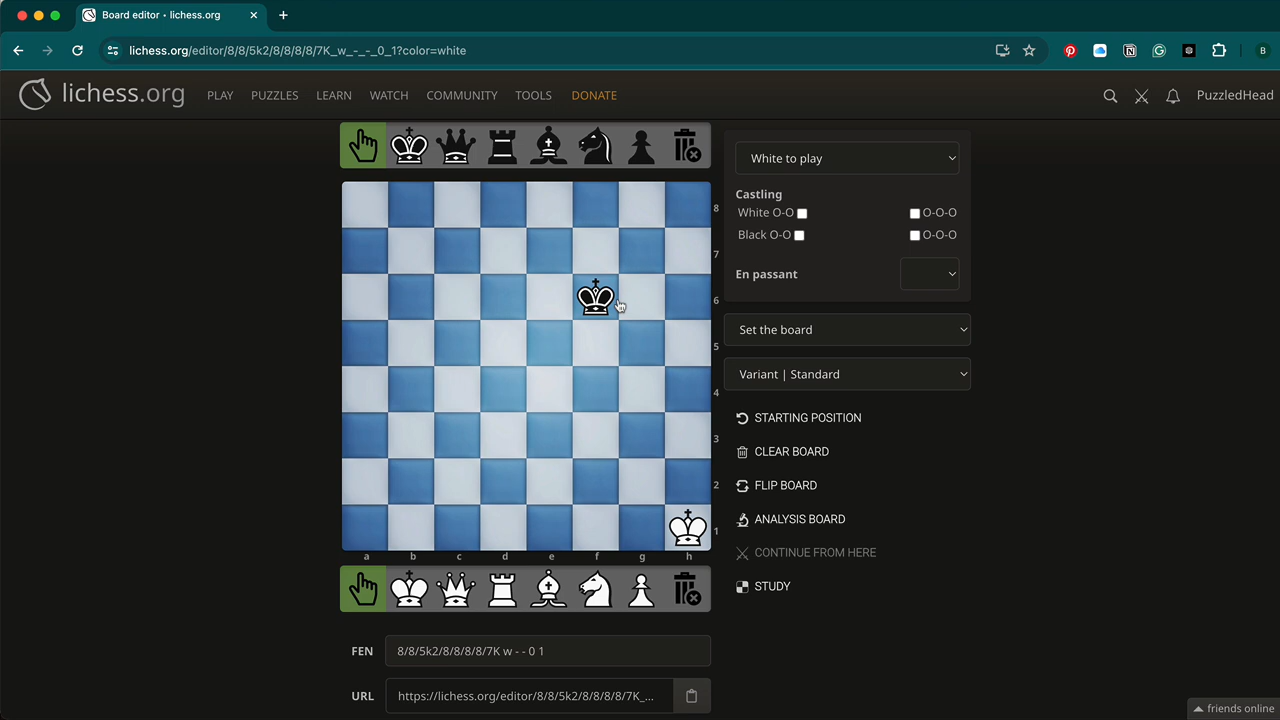 Board editor • lichess.org
lichess.org/editor/8/8/5k2/8/8/8/8/7K_w_-_-_0_1?color=white
B
lichess.org PLAY PUZZLES LEARN WATCH COMMUNITY TOOLS DONATE PuzzledHead
White to play
8
Castling
White O-O O-O-O
Black O-O O-O-O
7
En passant
6
Set the board
5
Variant | Standard
4
STARTING POSITION
3
CLEAR BOARD
2
FLIP BOARD
ANALYSIS BOARD
1
a b c d e f g h
CONTINUE FROM HERE
STUDY
FEN 8/8/5k2/8/8/8/8/7K w - - 0 1
URL https://lichess.org/editor/8/8/5k2/8/8/8/8/7K_...
friends online